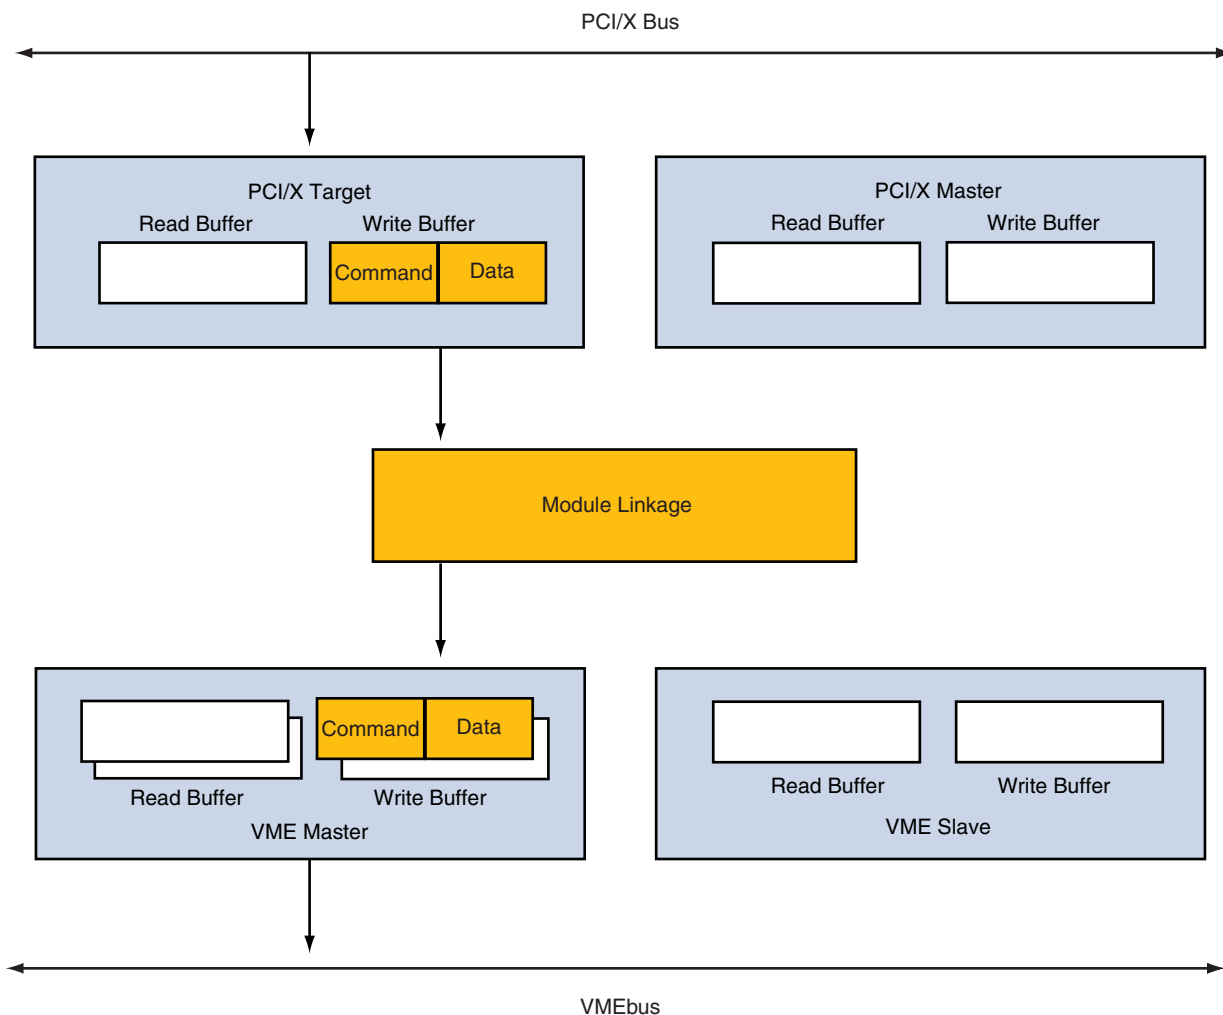 PCI/X Bus
PCI/X Target
Read Buffer
Write Buffer
Command
Data
PCI/X Master
Read Buffer
Write Buffer
Module Linkage
Command
Data
Read Buffer
Write Buffer
VME Master
Read Buffer
Write Buffer
VME Slave
VMEbus